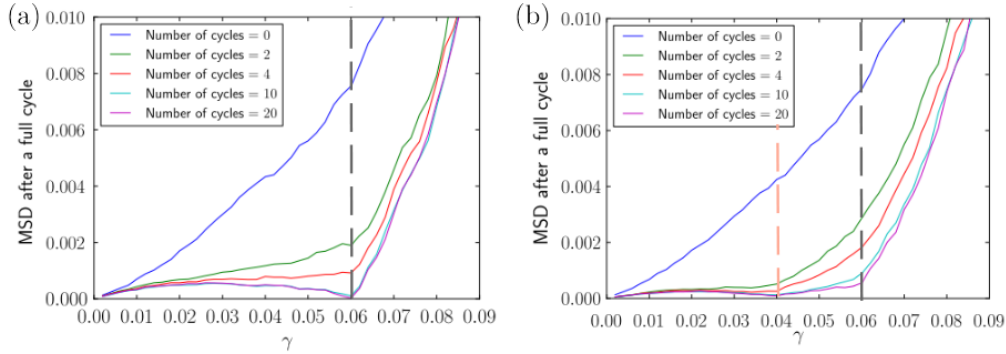 (a)
MSD after a full cycle
0.010
0.008
0.006
0.004
0.002
0.000
Number of cycles = 0
Number of cycles = 2
Number of cycles = 4
Number of cycles = 10
Number of cycles = 20
0.00 0.01 0.02 0.03 0.04 0.05 0.06 0.07 0.08 0.09
γ
(b)
MSD after a full cycle
0.010
0.008
0.006
0.004
0.002
0.000
Number of cycles = 0
Number of cycles = 2
Number of cycles = 4
Number of cycles = 10
Number of cycles = 20
0.00 0.01 0.02 0.03 0.04 0.05 0.06 0.07 0.08 0.09
γ